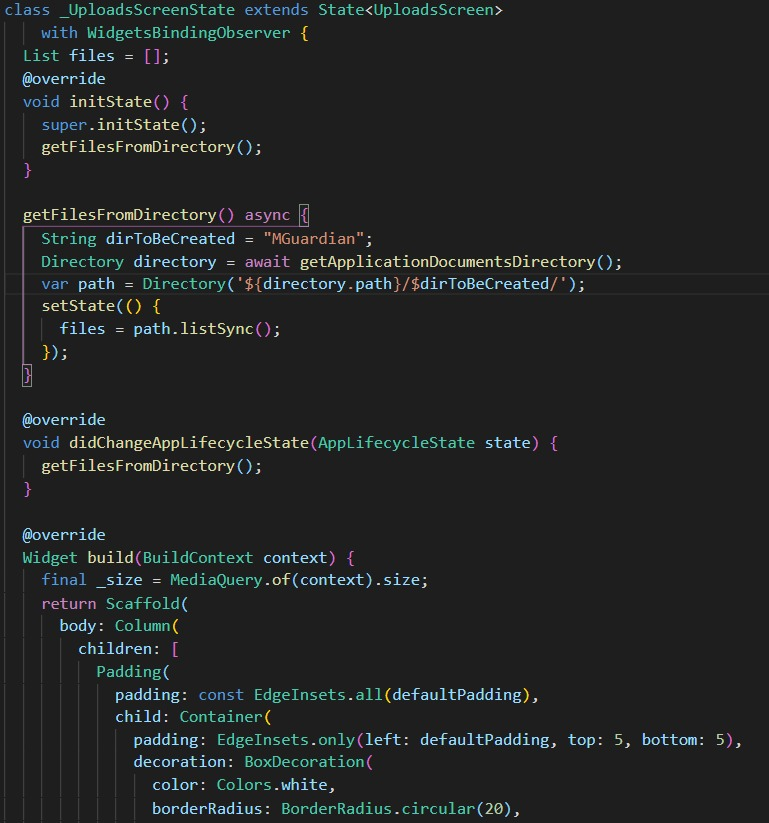 class _UploadsScreenState extends State<UploadsScreen>
    with WidgetsBindingObserver {
  List files = [];
  @override
  void initState() {
    super.initState();
    getFilesFromDirectory();
  }

  getFilesFromDirectory() async {
    String dirToBeCreated = "MGuardian";
    Directory directory = await getApplicationDocumentsDirectory();
    var path = Directory('${directory.path}/$dirToBeCreated/');
    setState(() {
      files = path.listSync();
    });
  }

  @override
  void didChangeAppLifecycleState(AppLifecycleState state) {
    getFilesFromDirectory();
  }

  @override
  Widget build(BuildContext context) {
    final _size = MediaQuery.of(context).size;
    return Scaffold(
      body: Column(
        children: [
          Padding(
            padding: const EdgeInsets.all(defaultPadding),
            child: Container(
              padding: EdgeInsets.only(left: defaultPadding, top: 5, bottom: 5),
              decoration: BoxDecoration(
                color: Colors.white,
                borderRadius: BorderRadius.circular(20),